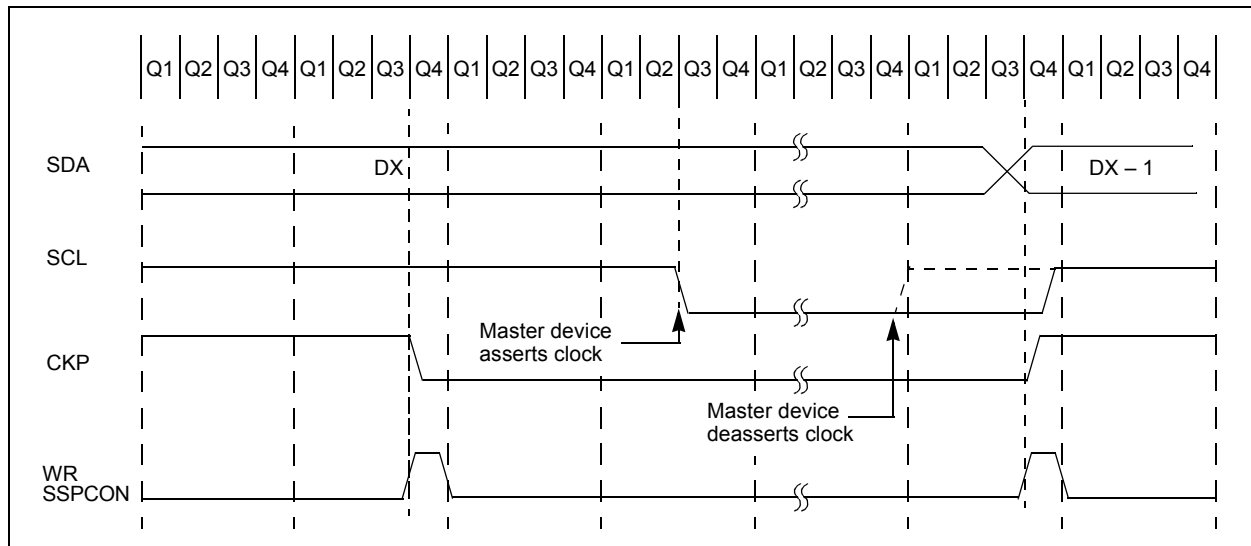 Q1 Q2 Q3 Q4 Q1 Q2 Q3 Q4 Q1 Q2 Q3 Q4 Q1 Q2 Q3 Q4 Q1 Q2 Q3 Q4 Q1 Q2 Q3 Q4 Q1 Q2 Q3 Q4
SDA
DX
DX – 1
SCL
Master device
asserts clock
CKP
Master device
deasserts clock
WR
SSPCON